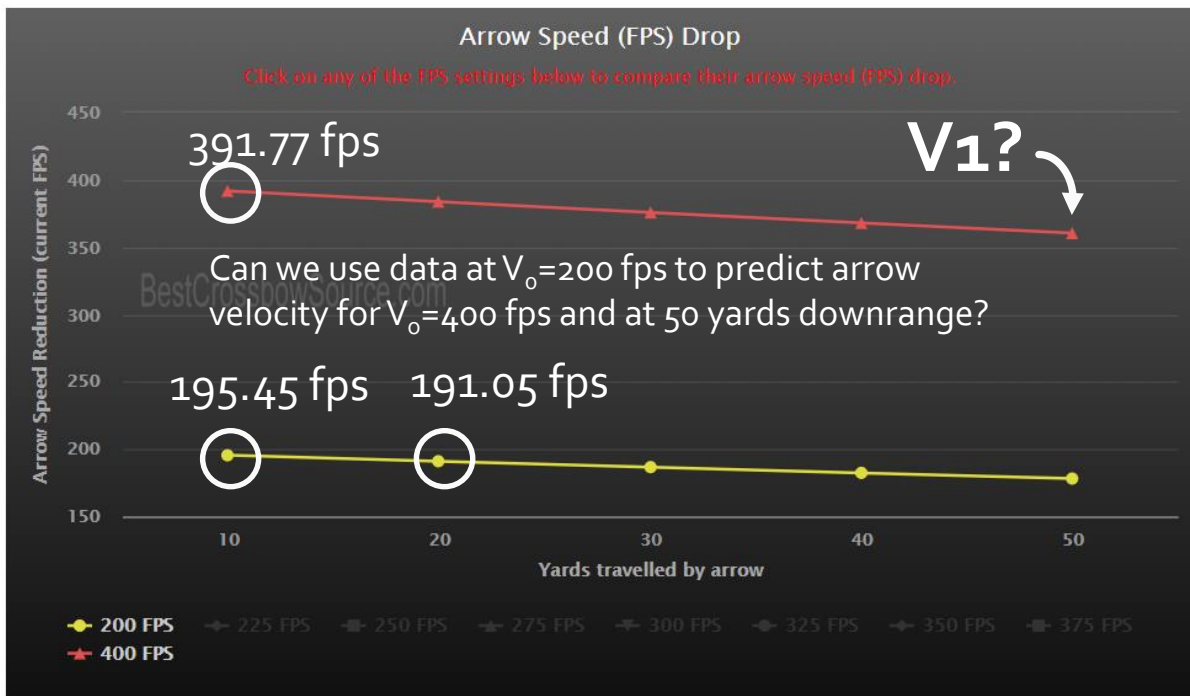 Arrow Speed (FPS) Drop
Click on any of the FPS settings below to compare their arrow speed (FPS) drop.
Arrow Speed Reduction (current FPS)
450
400
350
300
250
200
150
391.77 fps
V1?
Can we use data at V₀=200 fps to predict arrow
velocity for V₀=400 fps and at 50 yards downrange?
BestCrossbowSource.com
195.45 fps 191.05 fps
10 20 30 40 50
Yards travelled by arrow
200 FPS 225 FPS 250 FPS 275 FPS 300 FPS 325 FPS 350 FPS 375 FPS
400 FPS